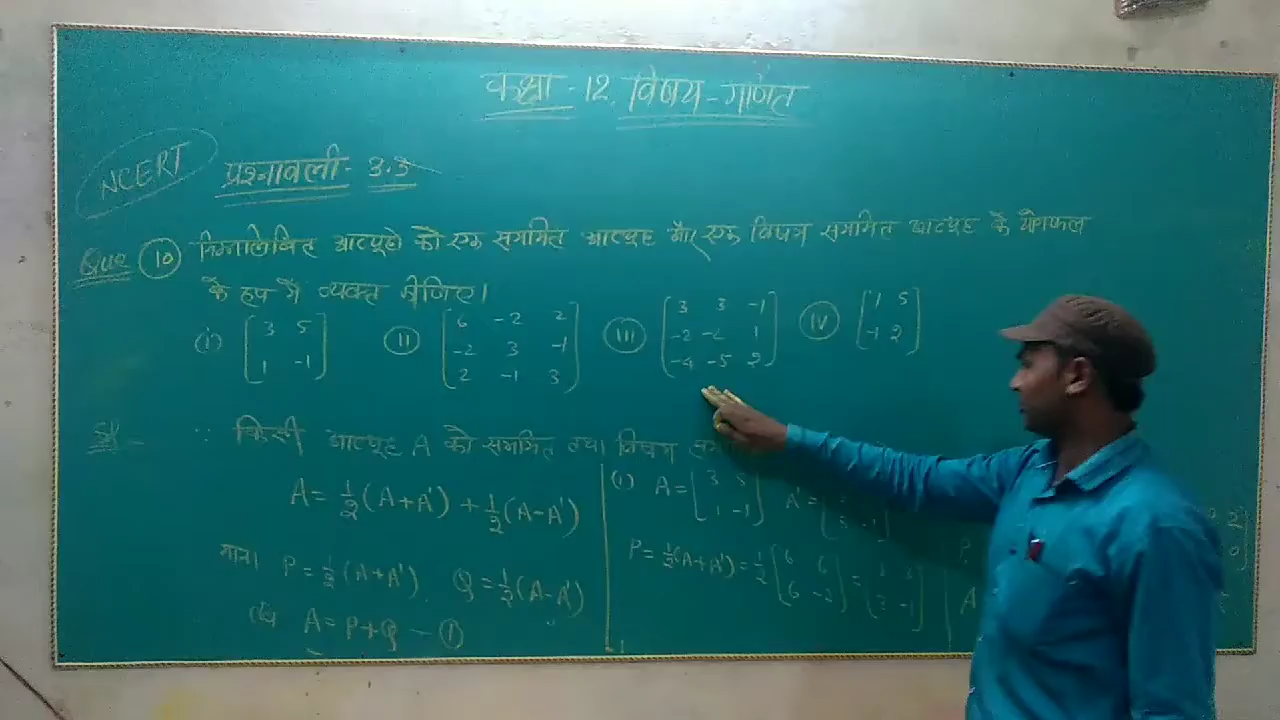 कक्षा - 12. विषय - गणित
NCERT
प्रश्नावली - 3.3
Que 10 निम्नलिखित आव्यूहों को एक सममित आव्यूह और एक विषम सममित आव्यूह के योगफल
के रूप में व्यक्त कीजिए।
(i) [3 5
1 -1]
(II) [6 -2 2
-2 3 -1
2 -1 3]
(III) [3 3 -1
-2 -2 1
-4 -5 2]
(IV) [1 5
-1 2]
∵ किसी आव्यूह A को सममित तथा विषम
A = 1/2 (A+A') + 1/2 (A-A')
माना P = 1/2 (A+A'). Q = 1/2 (A-A')
A = P+Q - ①
(i) A = [3 5
1 -1] A' =
P = 1/2 (A+A') = 1/2 [6 6
6 -2] = [3 3
3 -1]